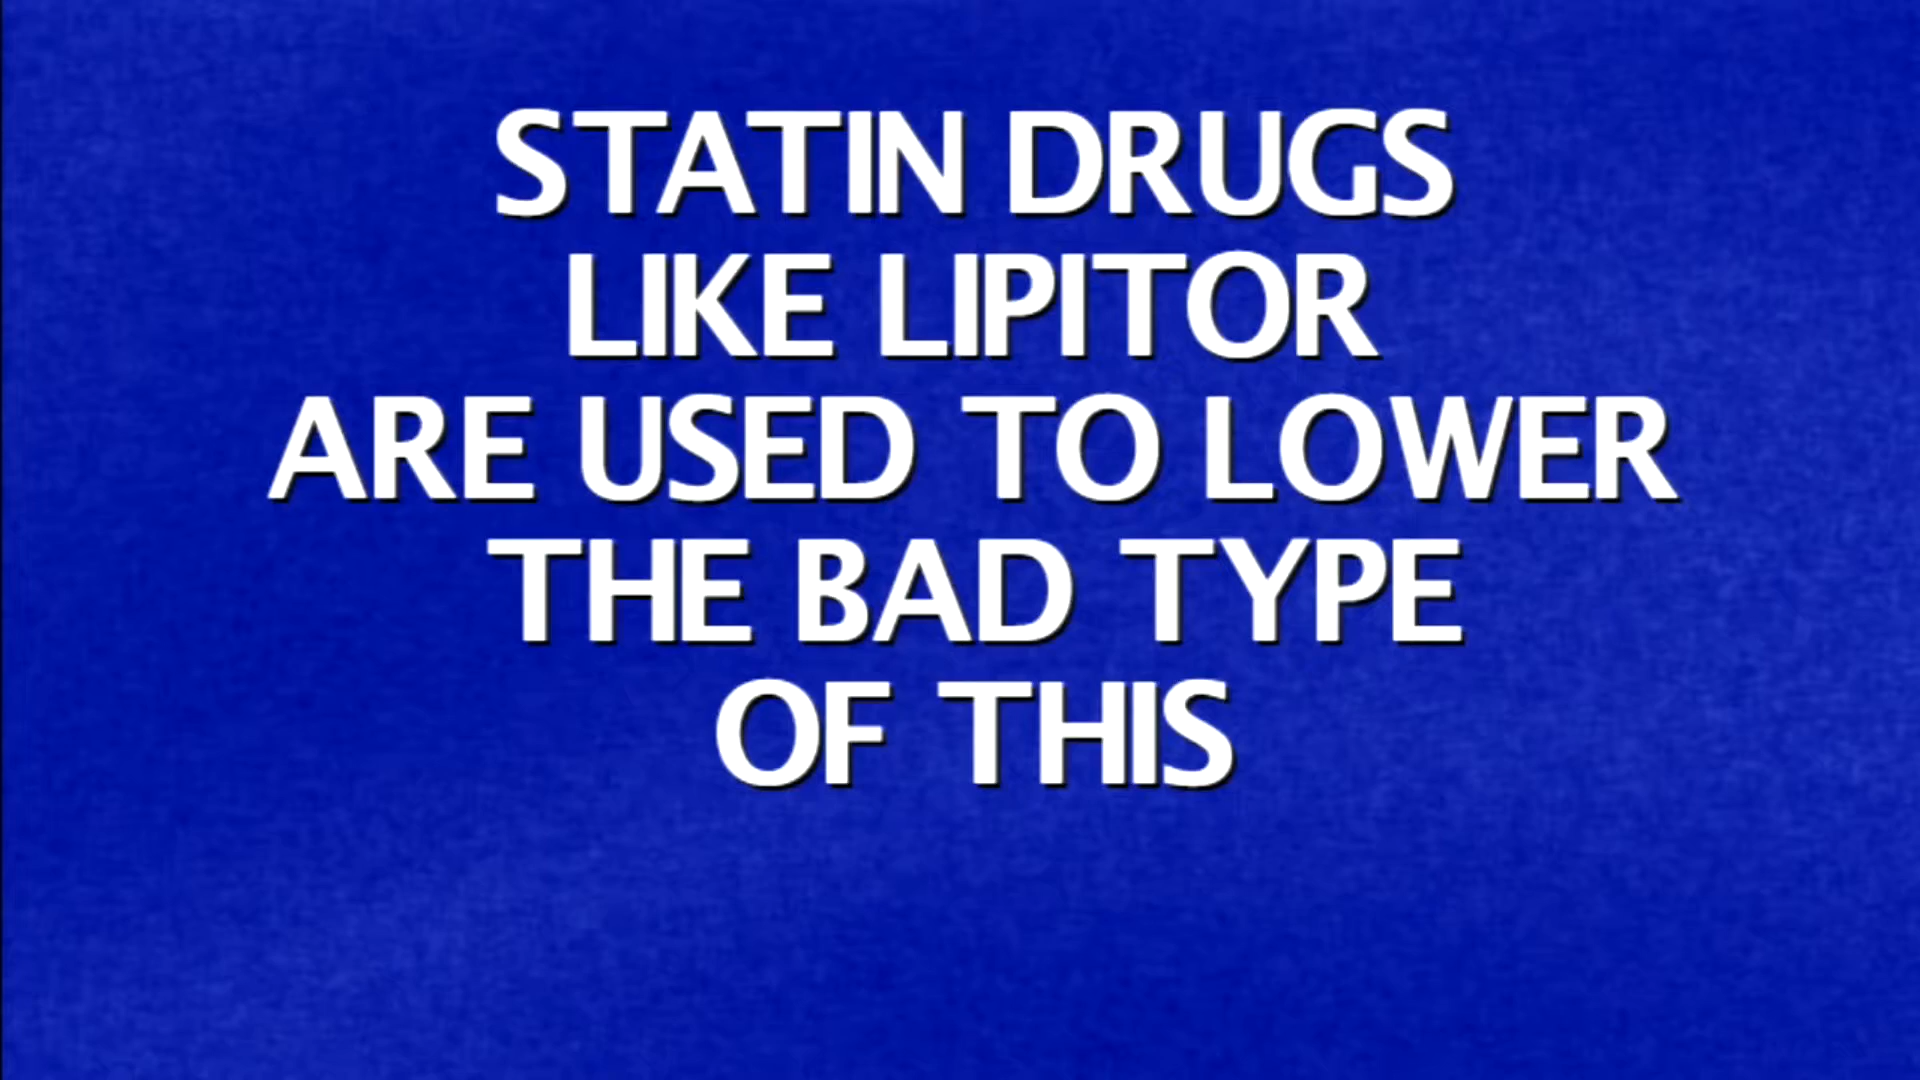 STATIN DRUGS
LIKE LIPITOR
ARE USED TO LOWER
THE BAD TYPE
OF THIS